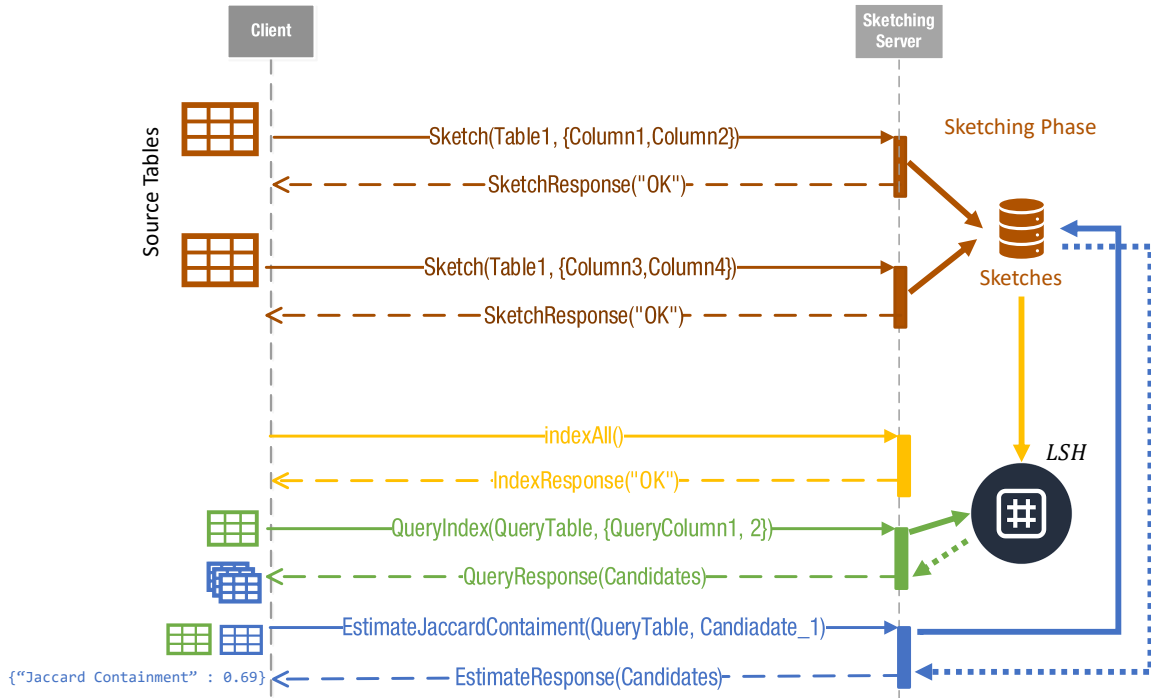 Client
Sketching
Server
Source Tables
Sketch(Table1, {Column1,Column2})
Sketching Phase
SketchResponse("OK")
Sketch(Table1, {Column3,Column4})
Sketches
SketchResponse("OK")
indexAll()
LSH
IndexResponse("OK")
QueryIndex(QueryTable, {QueryColumn1, 2})
QueryResponse(Candidates)
EstimateJaccardContaiment(QueryTable, Candiadate_1)
{“Jaccard Containment” : 0.69}
EstimateResponse(Candidates)